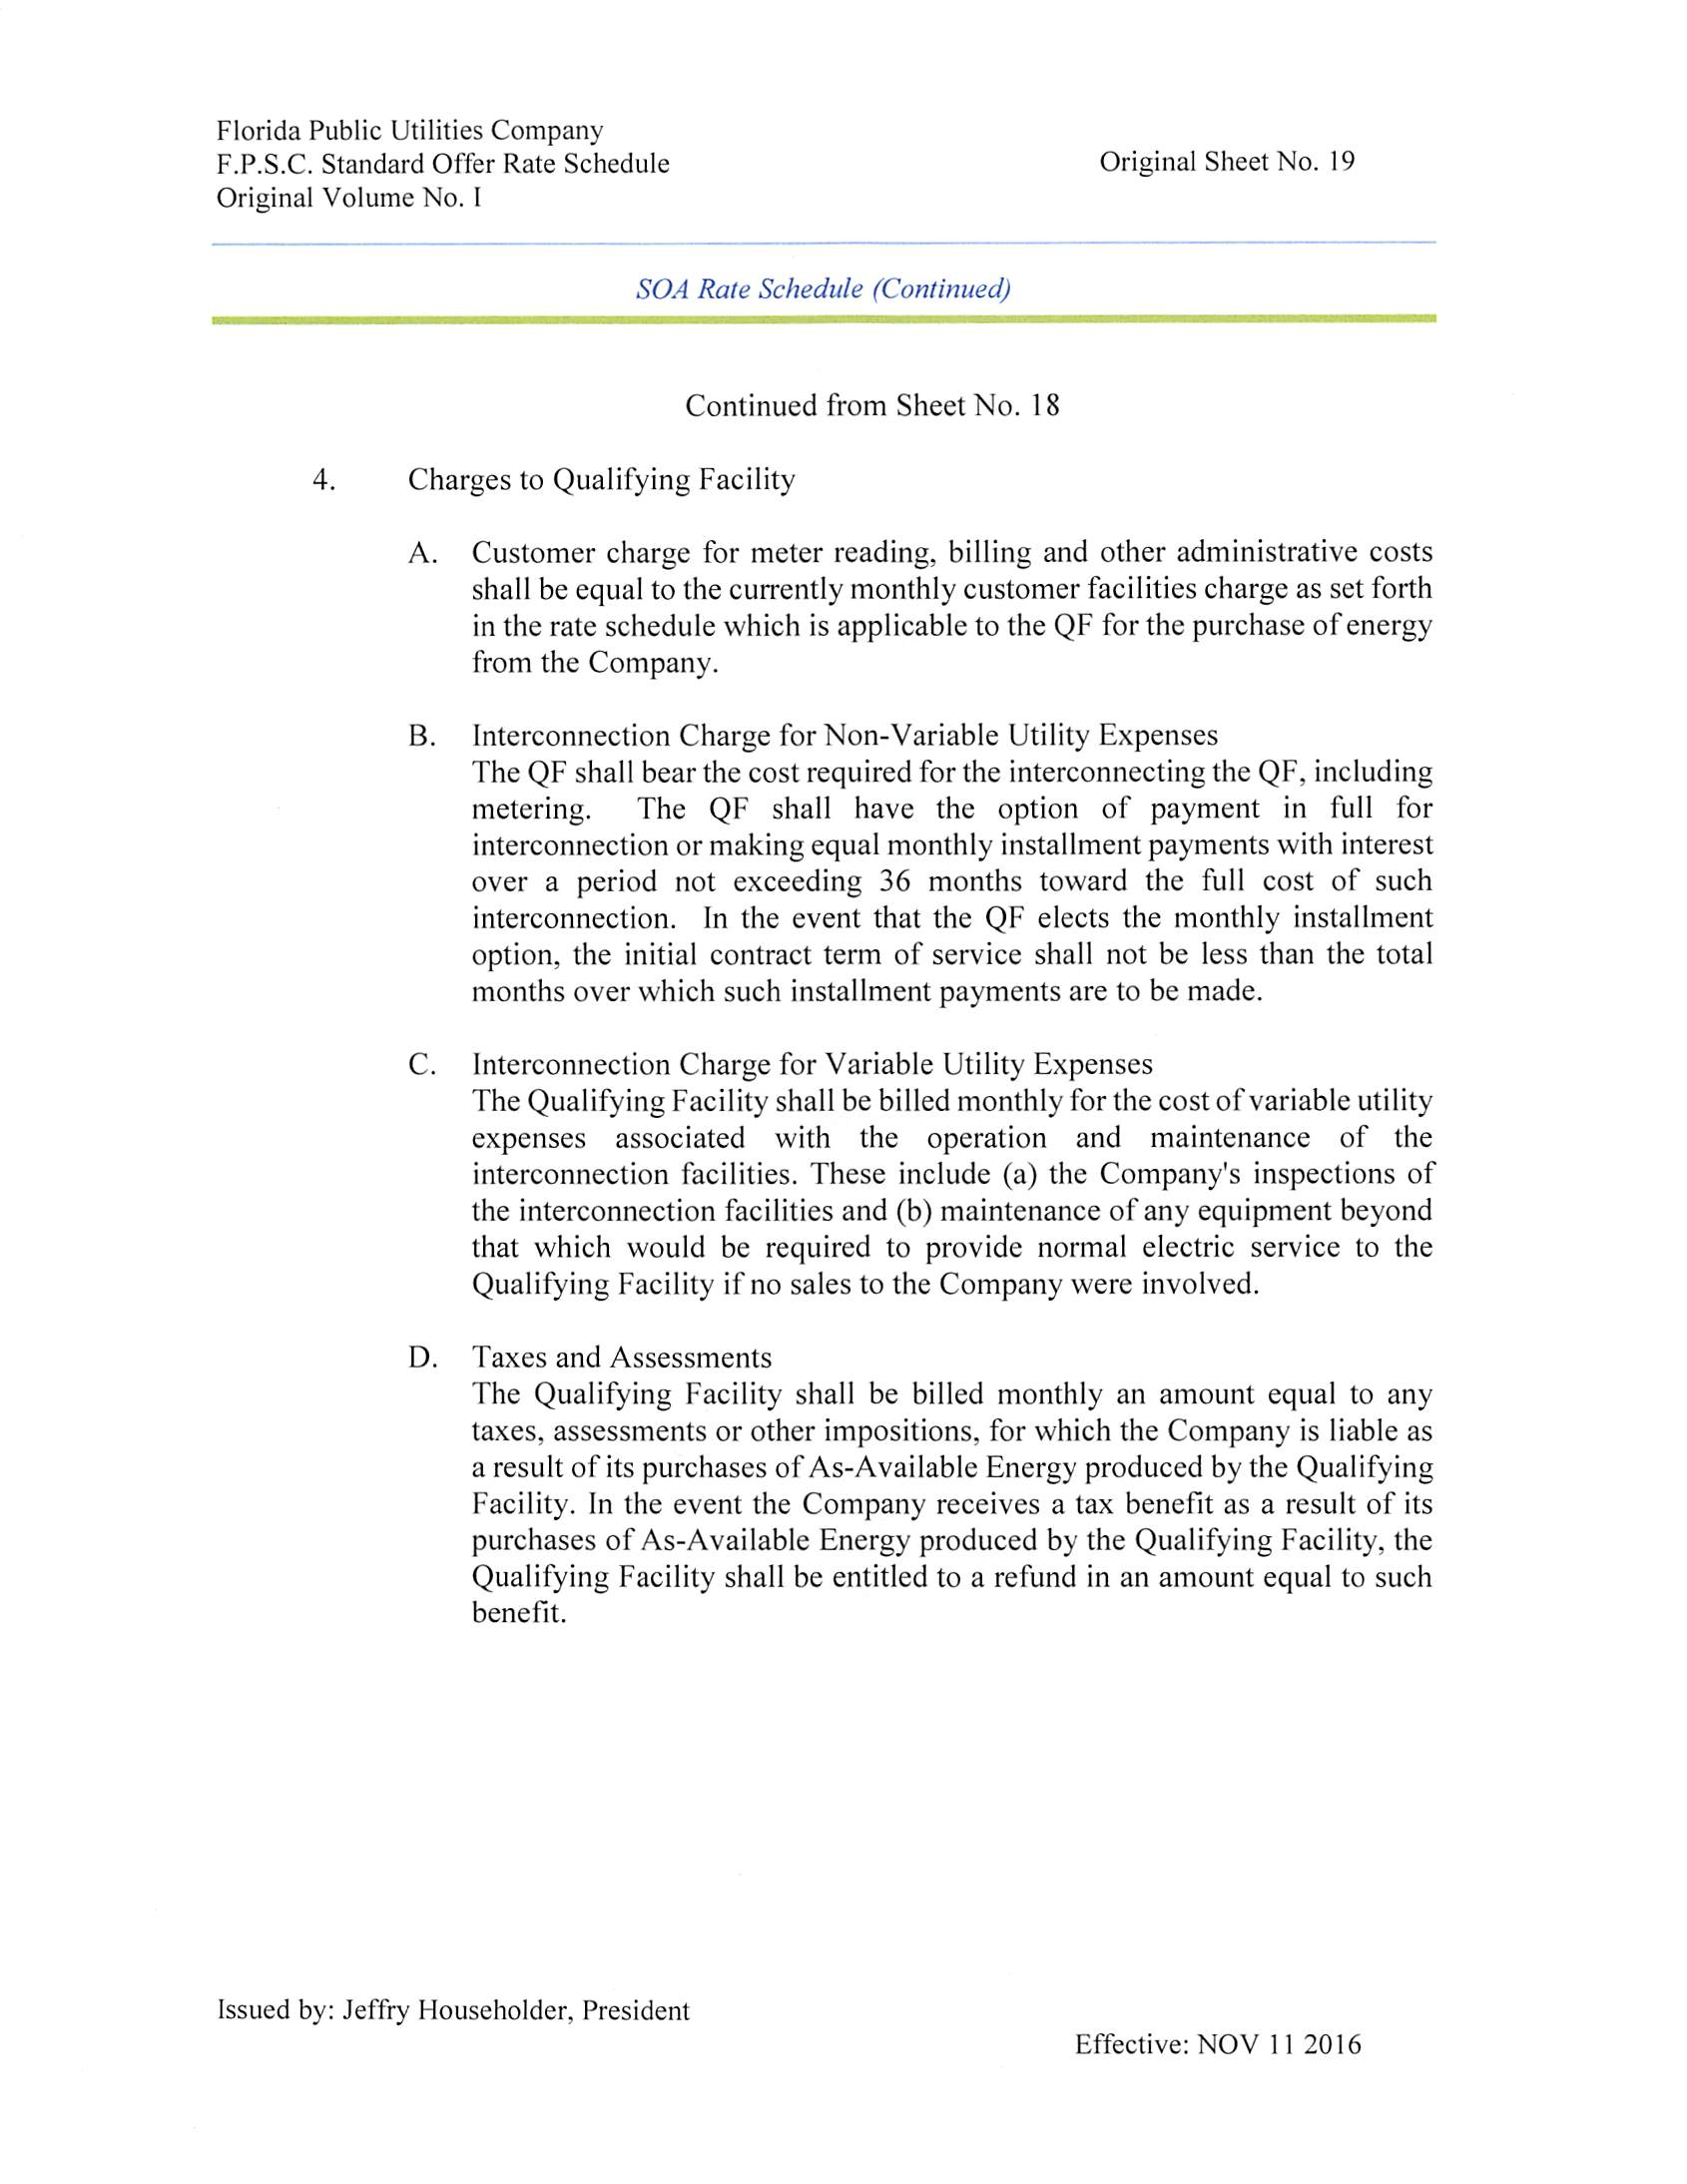 Florida Public Utilities Company
F.P.S.C. Standard Offer Rate Schedule
Original Sheet No. 19
Original Volume No. I
SOA Rate Schedule (Continued)
Continued from Sheet No. 18
4. Charges to Qualifying Facility
A. Customer charge for meter reading, billing and other administrative costs
shall be equal to the currently monthly customer facilities charge as set forth
in the rate schedule which is applicable to the QF for the purchase of energy
from the Company.
B. Interconnection Charge for Non-Variable Utility Expenses
The QF shall bear the cost required for the interconnecting the QF, including
metering. The QF shall have the option of payment in full for
interconnection or making equal monthly installment payments with interest
over a period not exceeding 36 months toward the full cost of such
interconnection. In the event that the QF elects the monthly installment
option, the initial contract term of service shall not be less than the total
months over which such installment payments are to be made.
C. Interconnection Charge for Variable Utility Expenses
The Qualifying Facility shall be billed monthly for the cost of variable utility
expenses associated with the operation and maintenance of the
interconnection facilities. These include (a) the Company's inspections of
the interconnection facilities and (b) maintenance of any equipment beyond
that which would be required to provide normal electric service to the
Qualifying Facility if no sales to the Company were involved.
D. Taxes and Assessments
The Qualifying Facility shall be billed monthly an amount equal to any
taxes, assessments or other impositions, for which the Company is liable as
a result of its purchases of As-Available Energy produced by the Qualifying
Facility. In the event the Company receives a tax benefit as a result of its
purchases of As-Available Energy produced by the Qualifying Facility, the
Qualifying Facility shall be entitled to a refund in an amount equal to such
benefit.
Issued by: Jeffry Householder, President
Effective: NOV 11 2016